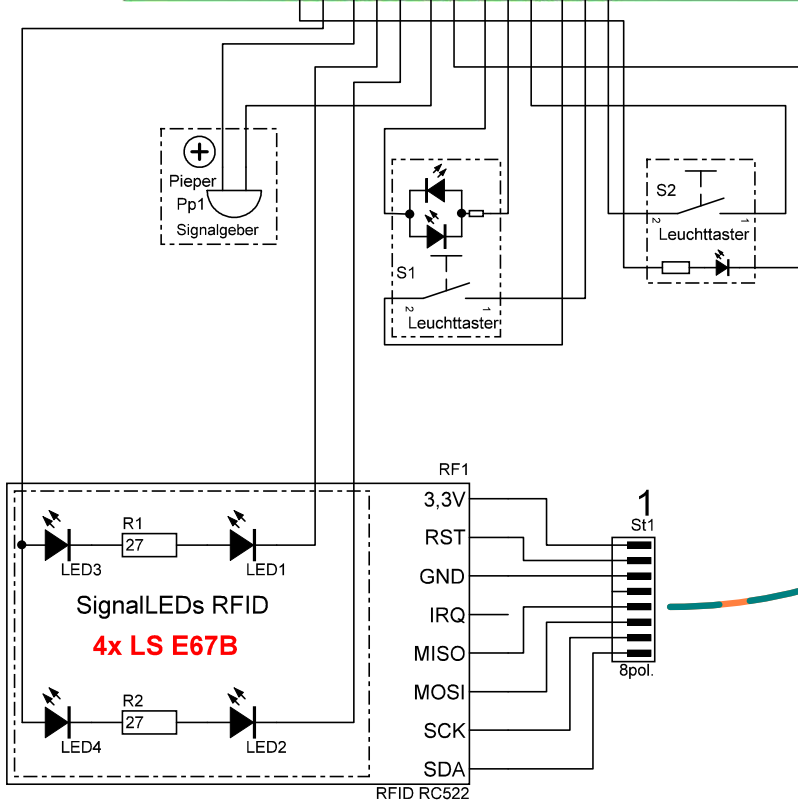 Pieper
Pp1
Signalgeber
S1
2
1
Leuchttaster
S2
2
1
Leuchttaster
RF1
3,3V
RST
GND
IRQ
MISO
MOSI
SCK
SDA
RFID RC522
R1
27
LED3
LED1
SignalLEDs RFID
4x LS E67B
R2
27
LED4
LED2
1
St1
8pol.